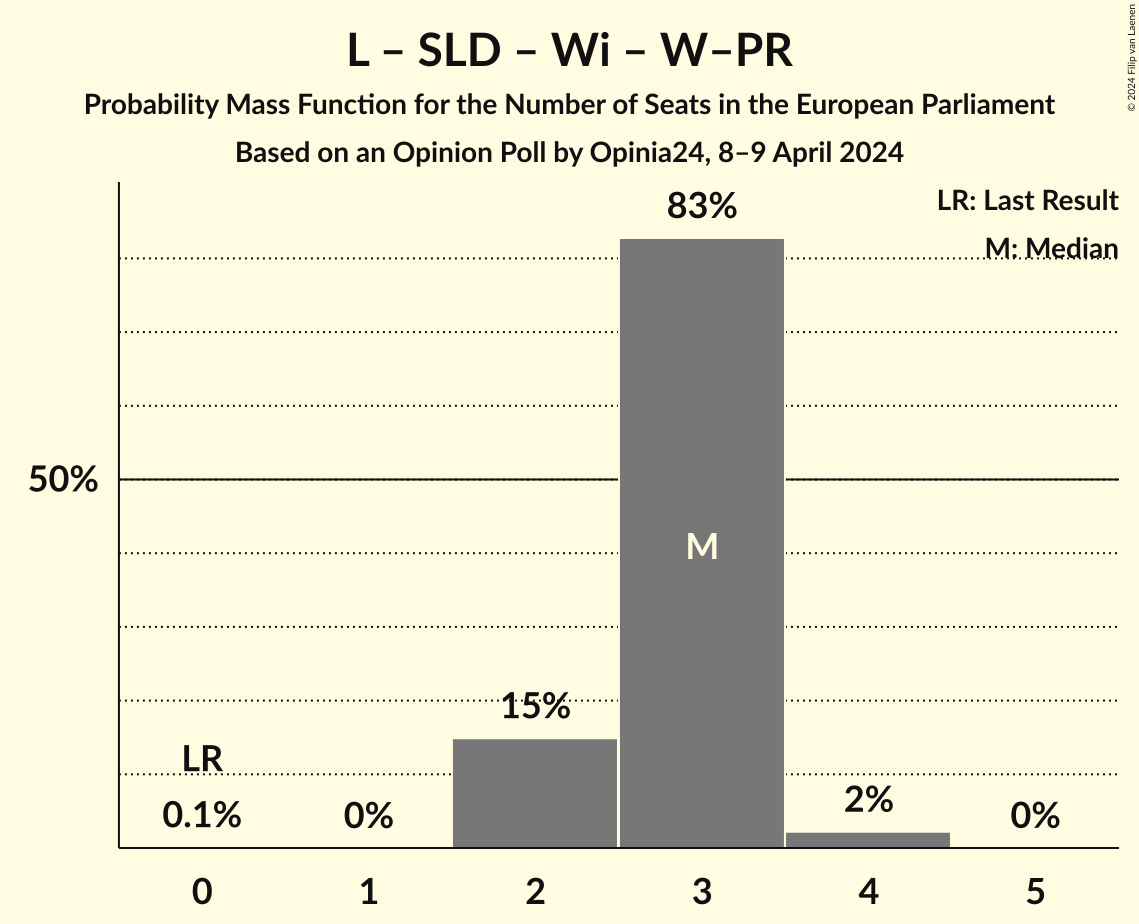 L – SLD – Wi – W–PR
Probability Mass Function for the Number of Seats in the European Parliament
Based on an Opinion Poll by Opinia24, 8–9 April 2024
© 2024 Filip van Laenen
LR: Last Result
M: Median
83%
50%
M
15%
LR
0.1%
0%
2%
0%
0 1 2 3 4 5